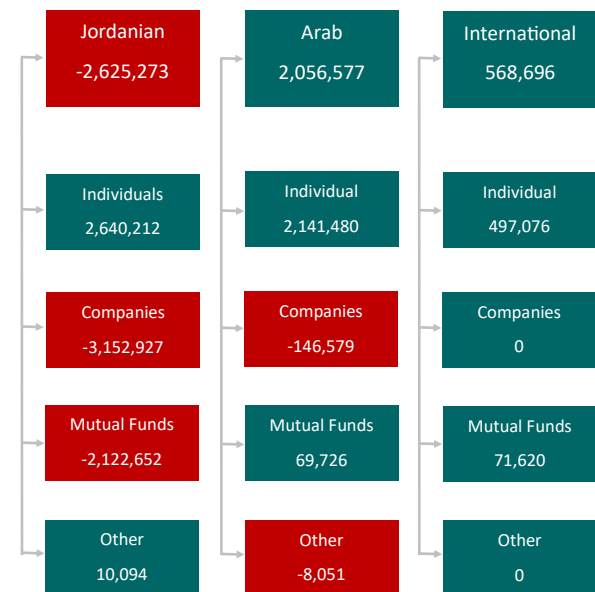 Jordanian
-2,625,273
Individuals
2,640,212
Companies
-3,152,927
Mutual Funds
-2,122,652
Other
10,094
Arab
2,056,577
Individual
2,141,480
Companies
-146,579
Mutual Funds
69,726
Other
-8,051
International
568,696
Individual
497,076
Companies
0
Mutual Funds
71,620
Other
0